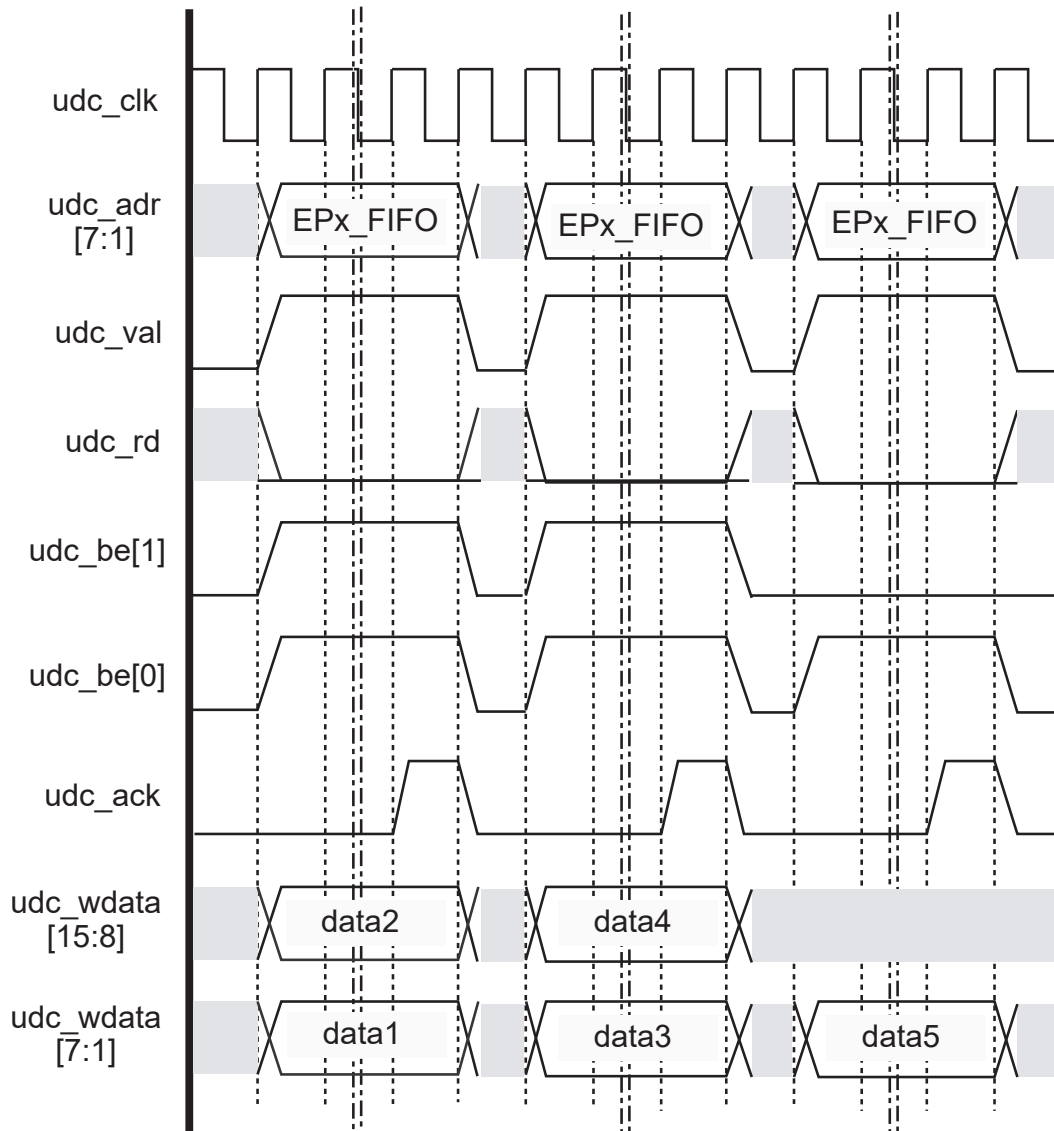 udc_clk
udc_adr
[7:1]
EPx_FIFO
EPx_FIFO
EPx_FIFO
udc_val
udc_rd
udc_be[1]
udc_be[0]
udc_ack
udc_wdata
[15:8]
data2
data4
udc_wdata
[7:1]
data1
data3
data5